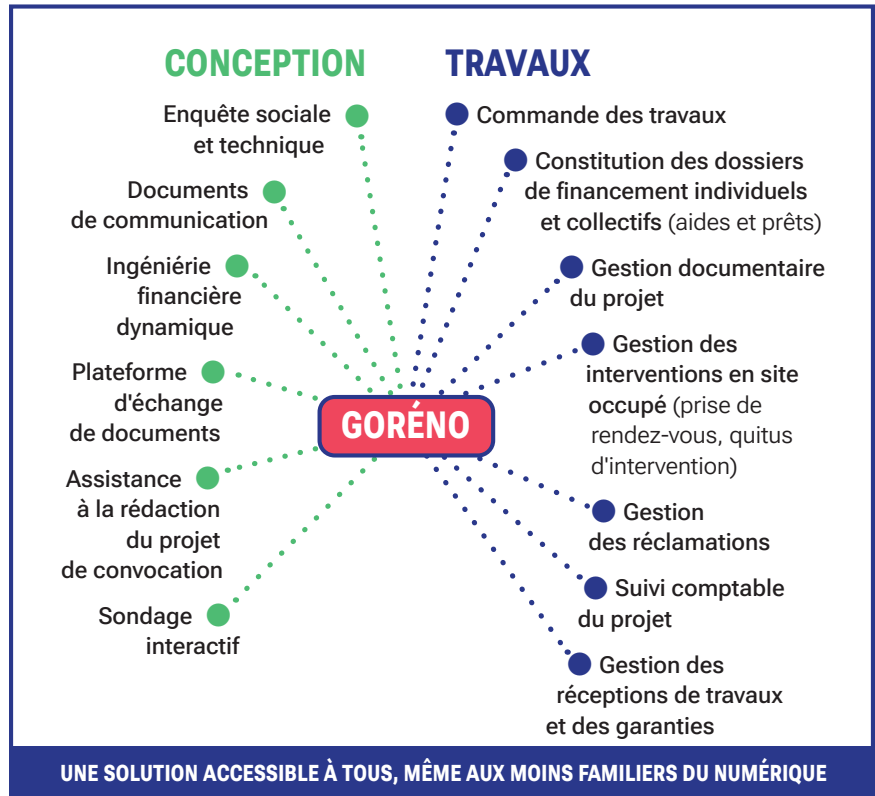 CONCEPTION
Enquête sociale
et technique
Documents
de communication
Ingéniérie
financière
dynamique
Plateforme
d'échange
de documents
Assistance
à la rédaction
du projet
de convocation
Sondage
interactif
GORÉNO
TRAVAUX
Commande des travaux
Constitution des dossiers
de financement individuels
et collectifs (aides et prêts)
Gestion documentaire
du projet
Gestion des
interventions en site
occupé (prise de
rendez-vous, quitus
d'intervention)
Gestion
des réclamations
Suivi comptable
du projet
Gestion des
réceptions de travaux
et des garanties
UNE SOLUTION ACCESSIBLE À TOUS, MÊME AUX MOINS FAMILIERS DU NUMÉRIQUE